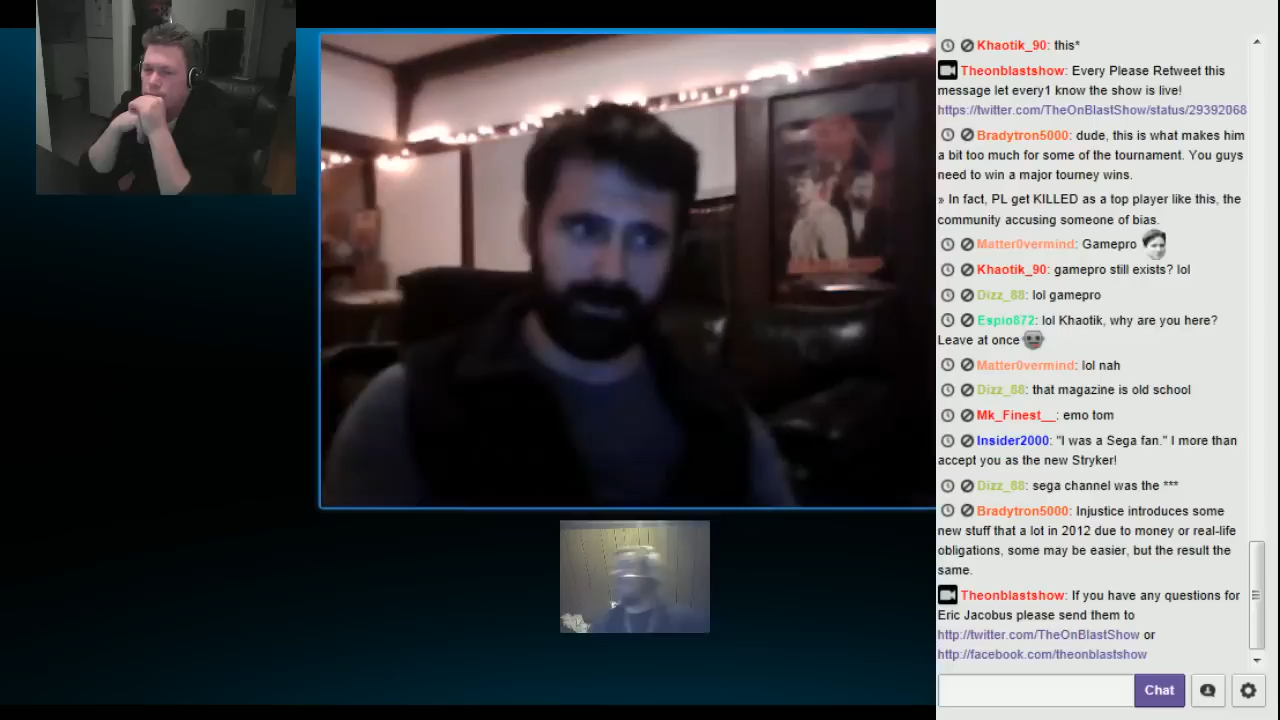 Khaotik_90: this*
Theonblastshow: Every Please Retweet this
message let every1 know the show is live!
https://twitter.com/TheOnBlastShow/status/29392068
Bradytron5000: dude, this is what makes him
a bit too much for some of the tournament. You guys
need to win a major tourney wins.
» In fact, PL get KILLED as a top player like this, the
community accusing someone of bias.
Matter0vermind: Gamepro
Khaotik_90: gamepro still exists? lol
Dizz_88: lol gamepro
Espio872: lol Khaotik, why are you here?
Leave at once
Matter0vermind: lol nah
Dizz_88: that magazine is old school
Mk_Finest__: emo tom
Insider2000: "I was a Sega fan." I more than
accept you as the new Stryker!
Dizz_88: sega channel was the ***
Bradytron5000: Injustice introduces some
new stuff that a lot in 2012 due to money or real-life
obligations, some may be easier, but the result the
same.
Theonblastshow: If you have any questions for
Eric Jacobus please send them to
http://twitter.com/TheOnBlastShow or
http://facebook.com/theonblastshow
Chat